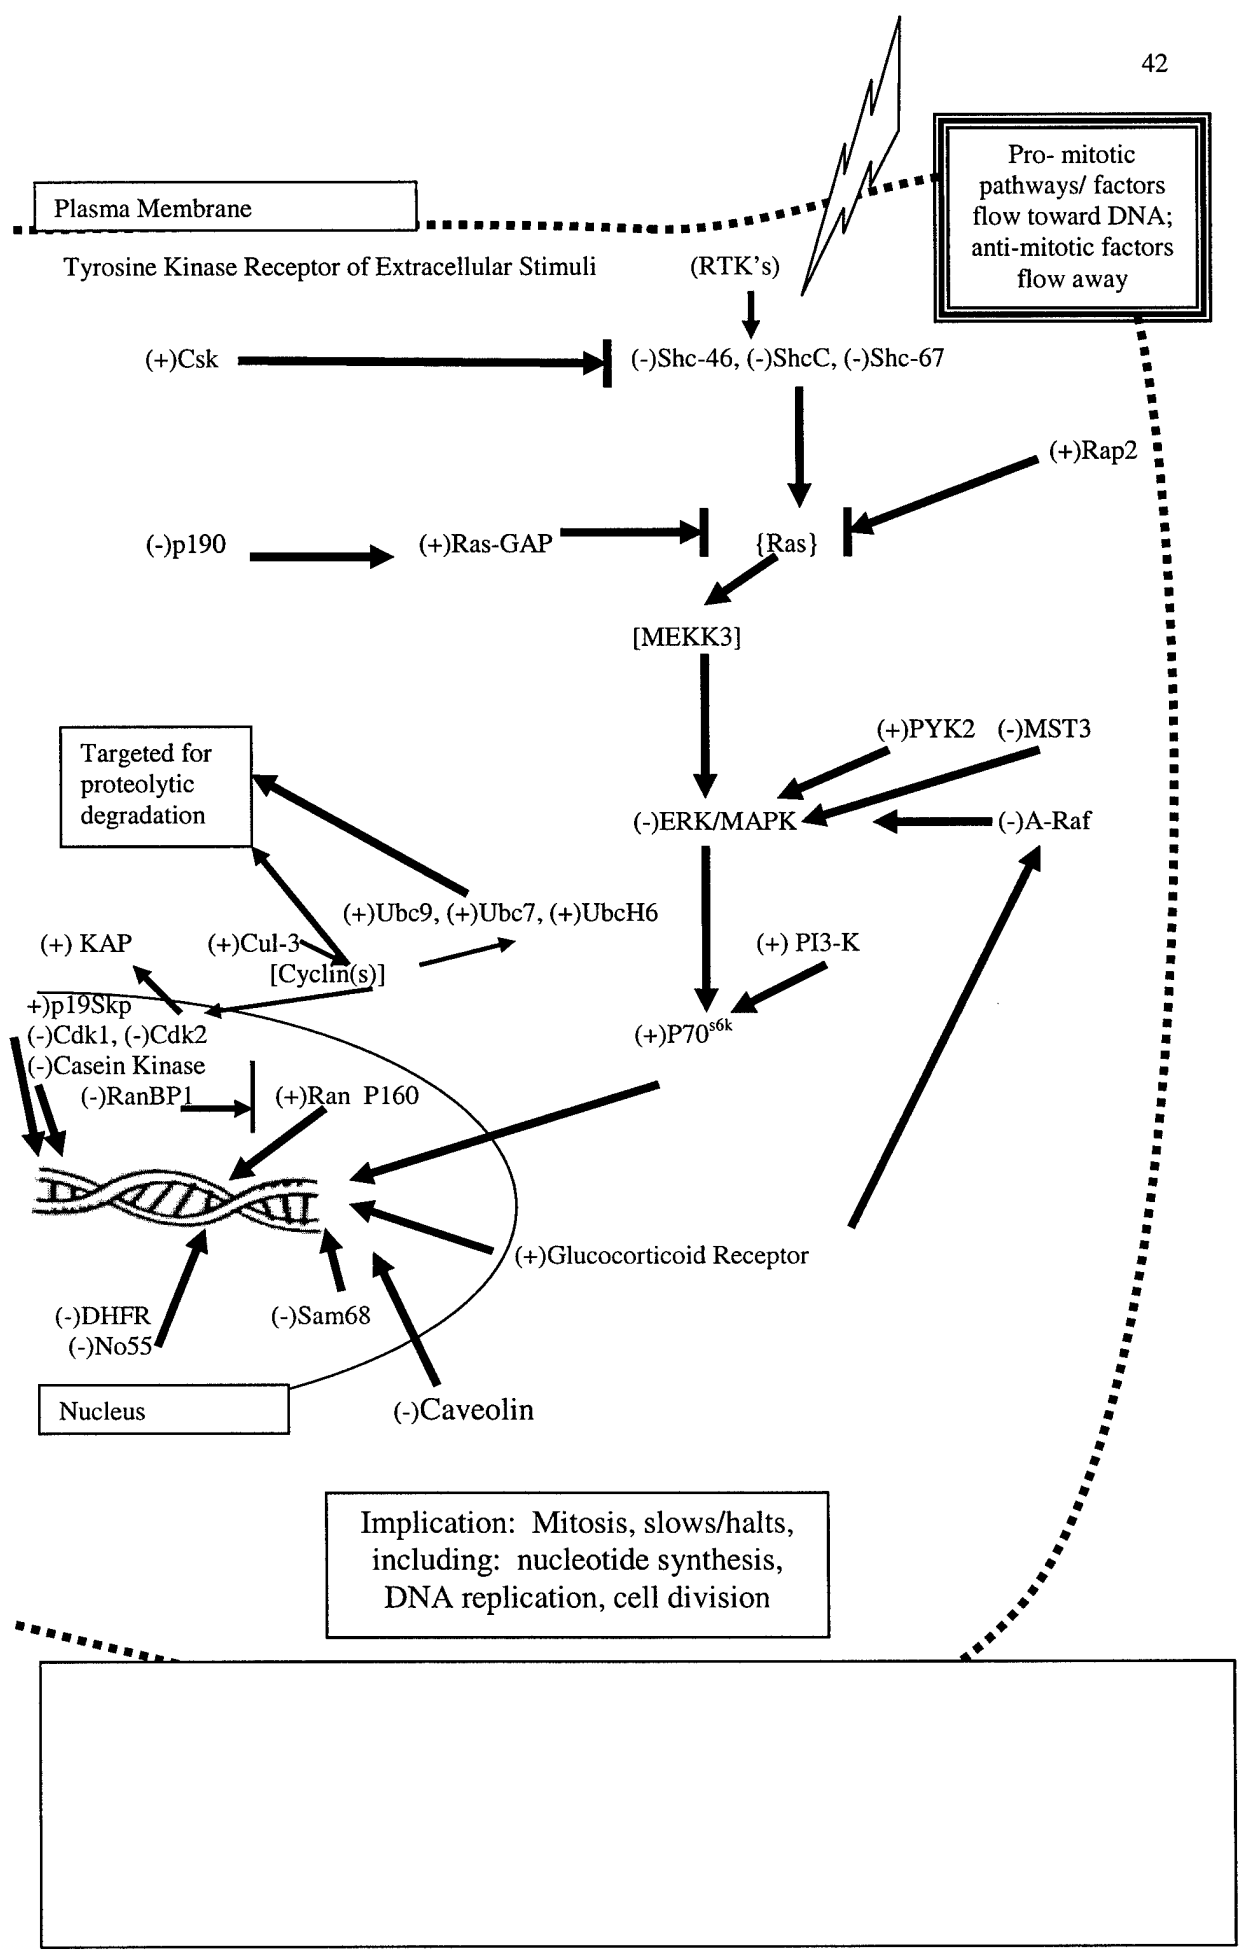 42
Pro- mitotic
pathways/ factors
flow toward DNA;
anti-mitotic factors
flow away
Plasma Membrane
Tyrosine Kinase Receptor of Extracellular Stimuli (RTK's)
(+)Csk
(-)Shc-46, (-)ShcC, (-)Shc-67
(+)Rap2
(-)p190
(+)Ras-GAP
{Ras}
[MEKK3]
(+)PYK2 (-)MST3
Targeted for
proteolytic
degradation
(-)ERK/MAPK
(-)A-Raf
(+)Ubc9, (+)Ubc7, (+)UbcH6
(+) KAP
(+)Cul-3
(+) PI3-K
[Cyclin(s)]
+)p19Skp
(-)Cdk1, (-)Cdk2
(+)P70s6k
(-)Casein Kinase
(-)RanBP1
(+)Ran P160
(+)Glucocorticoid Receptor
(-)DHFR
(-)Sam68
(-)No55
Nucleus
(-)Caveolin
Implication: Mitosis, slows/halts,
including: nucleotide synthesis,
DNA replication, cell division